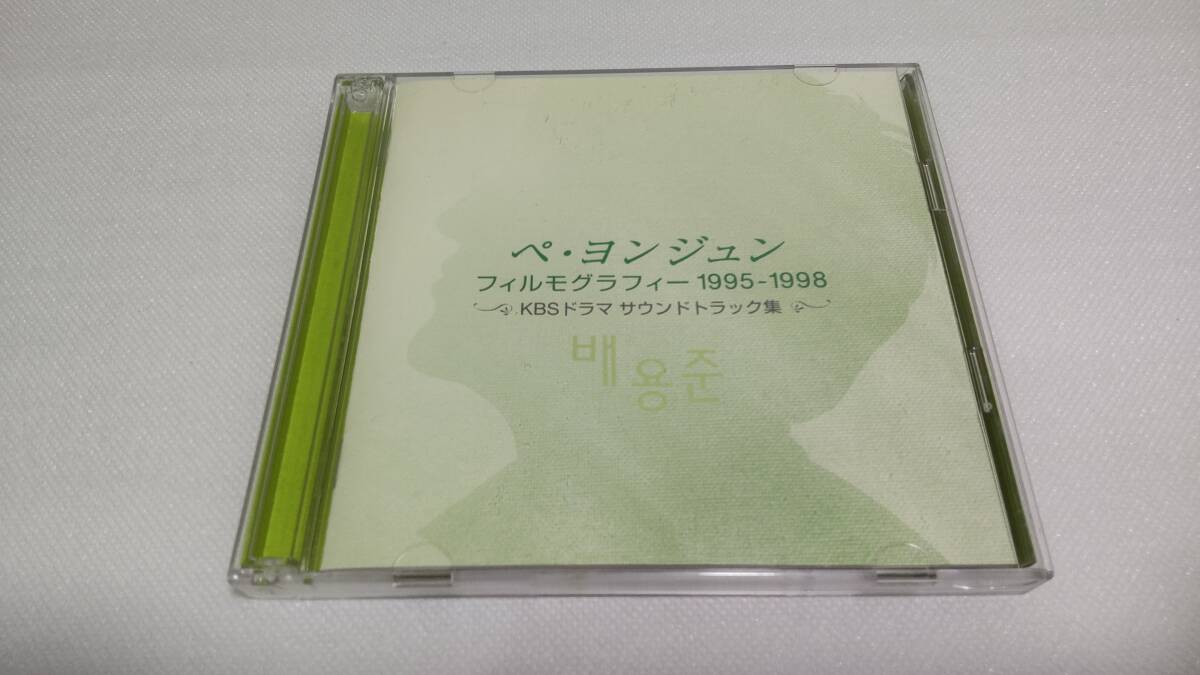 ペ・ヨンジュン
フィルモグラフィー 1995-1998
KBSドラマ サウンドトラック集
배용준